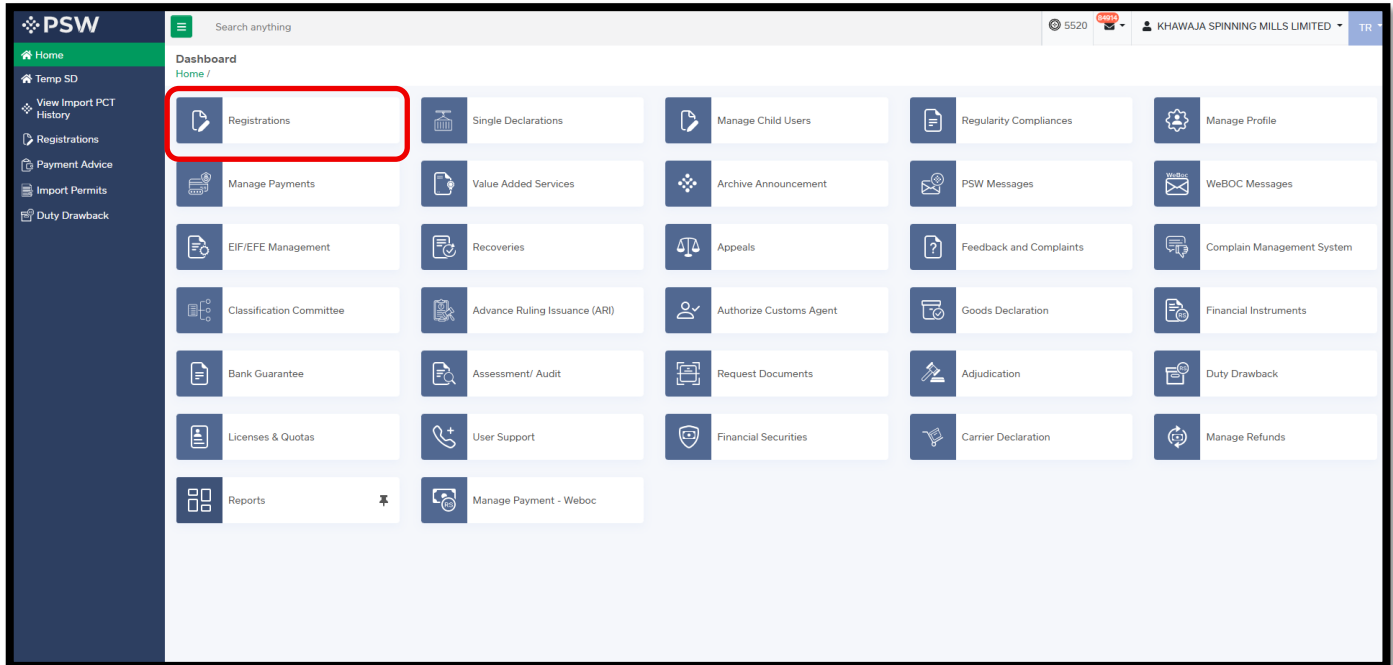 PSW
Search anything
5520
84914
KHAWAJA SPINNING MILLS LIMITED
TR
Home
Temp SD
View Import PCT
History
Registrations
Payment Advice
Import Permits
Duty Drawback
Dashboard
Home /
Registrations
Single Declarations
Manage Child Users
Regularity Compliances
Manage Profile
Manage Payments
Value Added Services
Archive Announcement
PSW Messages
WeBOC
WeBOC Messages
EIF/EFE Management
Recoveries
Appeals
Feedback and Complaints
Complain Management System
Classification Committee
Advance Ruling Issuance (ARI)
Authorize Customs Agent
Goods Declaration
RS
Financial Instruments
Bank Guarantee
Assessment/ Audit
Request Documents
Adjudication
RS
Duty Drawback
Licenses & Quotas
User Support
Financial Securities
Carrier Declaration
Manage Refunds
Reports
RS
Manage Payment - Weboc